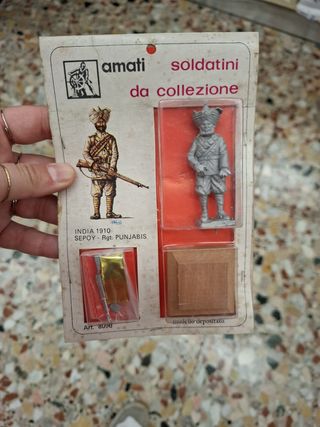 amati soldatini
da collezione
INDIA 1910
SEPOY - Rgt. PUNJABIS
Art. 8090
modello depositato